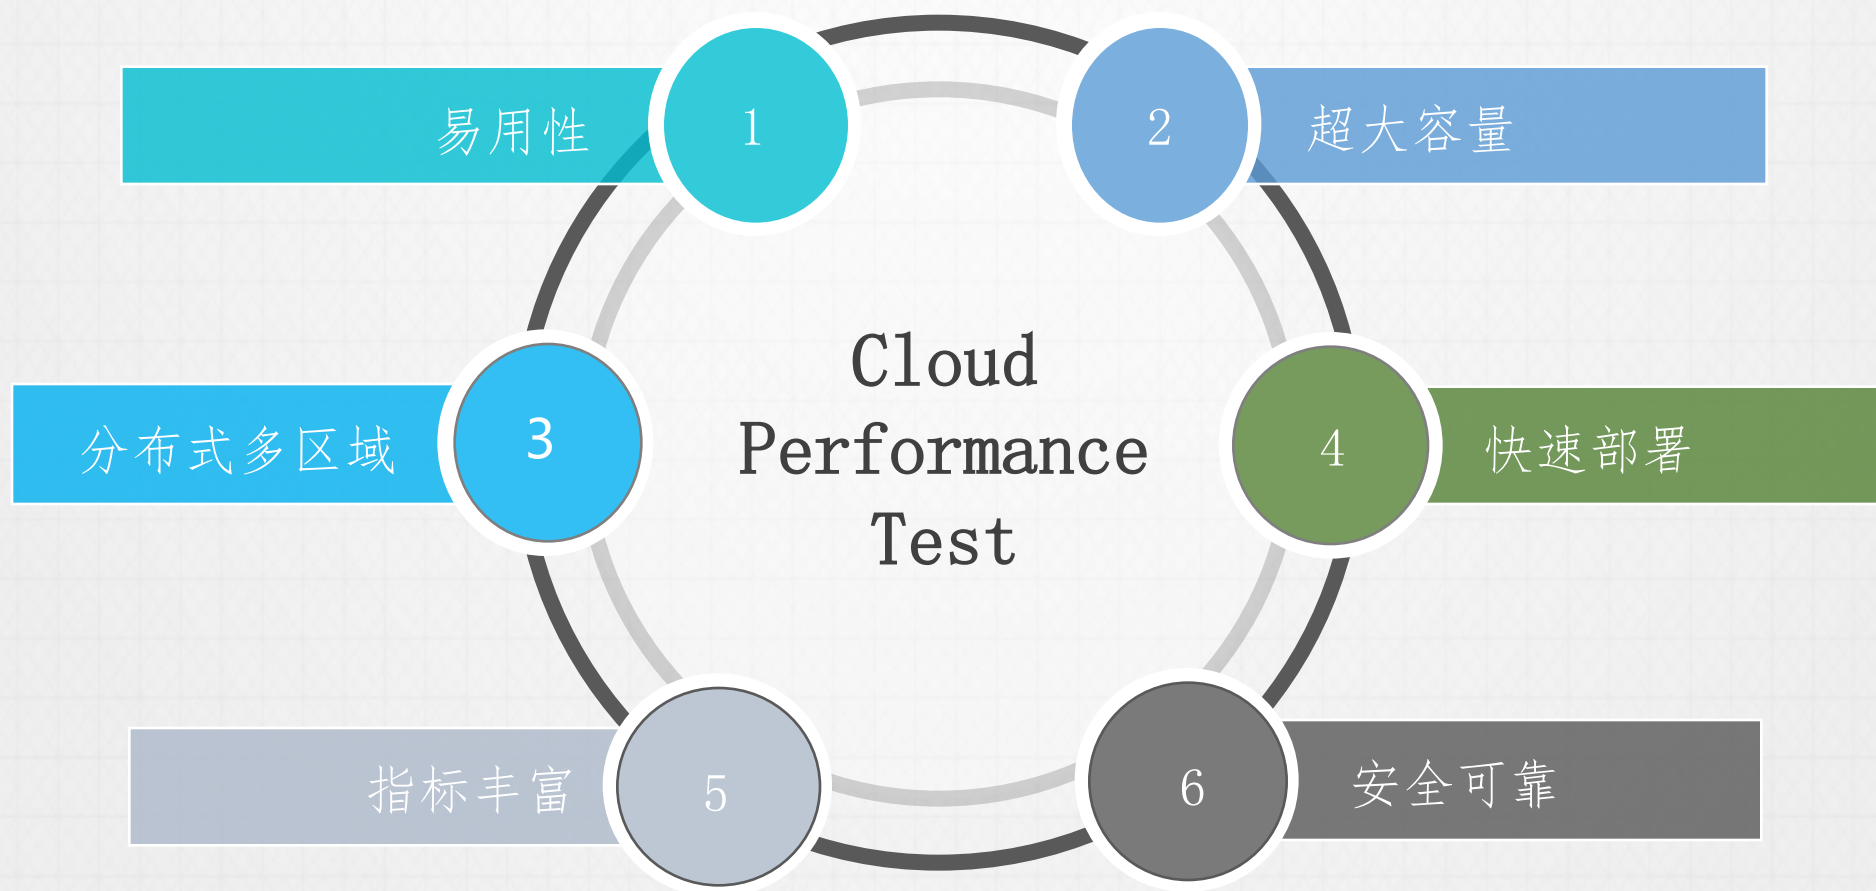 易用性
1
2
超大容量
Cloud
Performance
Test
分布式多区域
3
4
快速部署
指标丰富
5
6
安全可靠